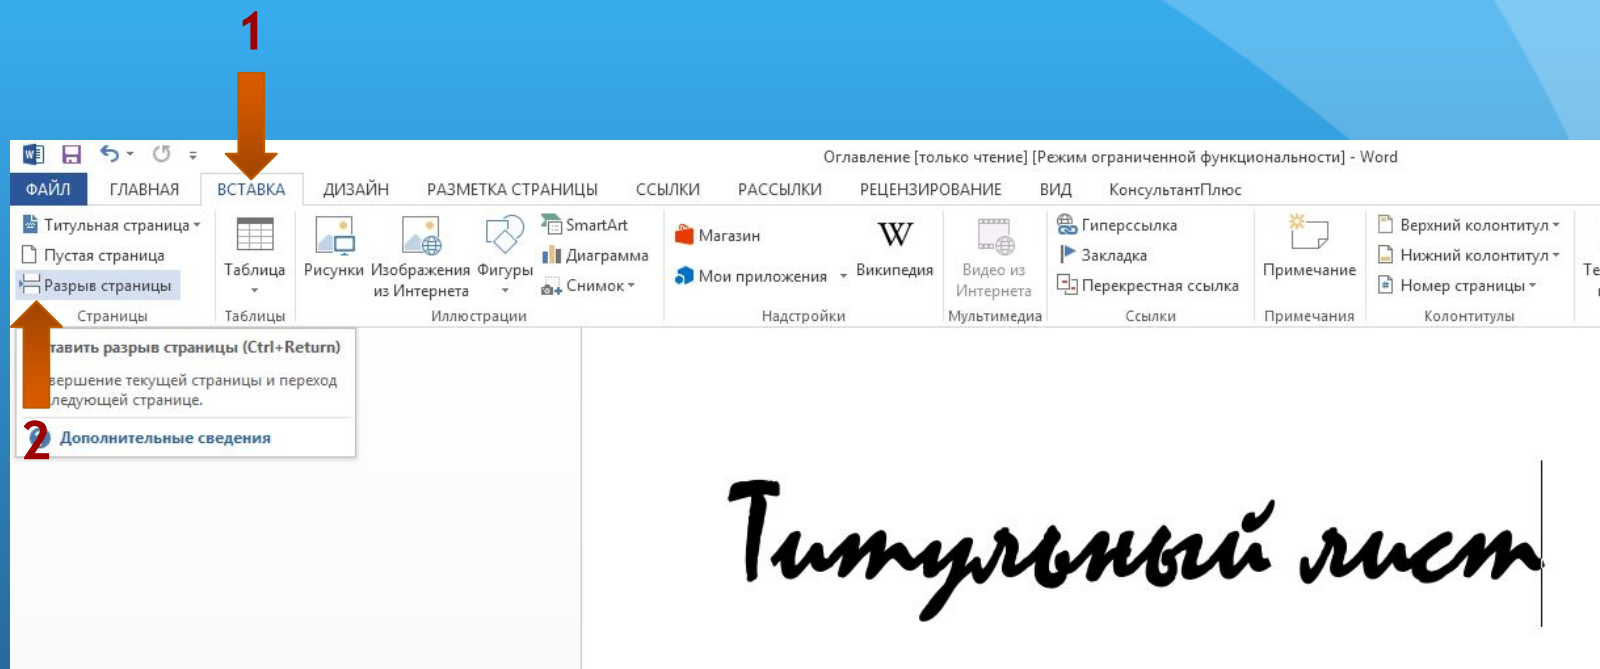 1
Оглавление [только чтение] [Режим ограниченной функциональности] - Word
ФАЙЛ ГЛАВНАЯ ВСТАВКА ДИЗАЙН РАЗМЕТКА СТРАНИЦЫ ССЫЛКИ РАССЫЛКИ РЕЦЕНЗИРОВАНИЕ ВИД КонсультантПлюс
Титульная страница
Пустая страница
Разрыв страницы
Страницы
Таблица
Таблицы
Рисунки
Изображения
из Интернета
Фигуры
SmartArt
Диаграмма
Снимок
Иллюстрации
Магазин
Мои приложения
Википедия
Надстройки
Видео из
Интернета
Мультимедиа
Гиперссылка
Закладка
Перекрестная ссылка
Ссылки
Примечание
Примечания
Верхний колонтитул
Нижний колонтитул
Номер страницы
Колонтитулы
разрыв страницы (Ctrl+Return)
текущей страницы и переход
странице.
2
Дополнительные сведения
Титульный лист